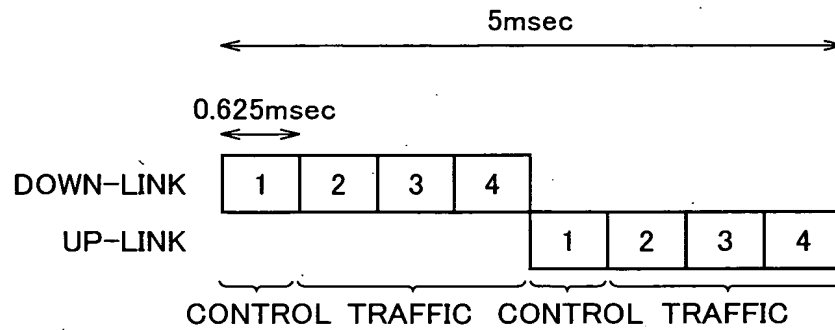 5msec
0.625msec
DOWN-LINK 1 2 3 4
UP-LINK 1 2 3 4
CONTROL TRAFFIC CONTROL TRAFFIC